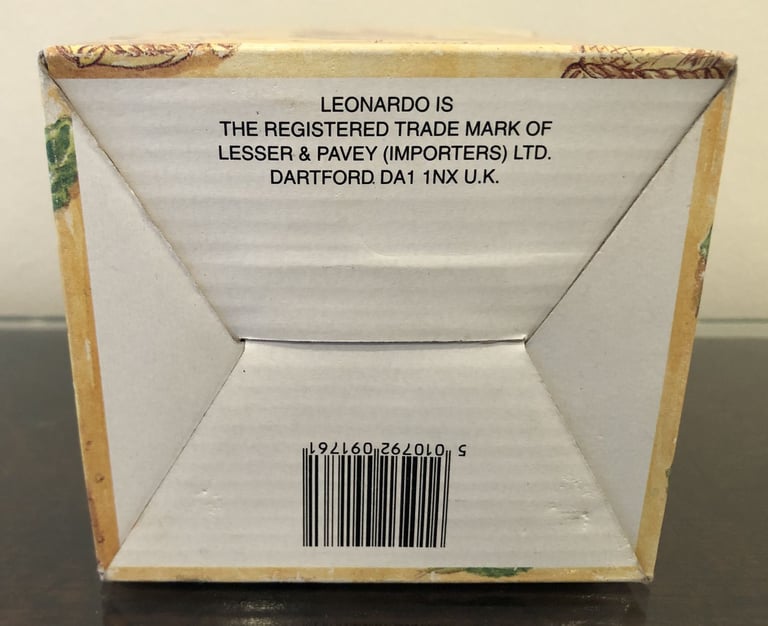 LEONARDO IS
THE REGISTERED TRADE MARK OF
LESSER & PAVEY (IMPORTERS) LTD.
DARTFORD. DA1 1NX U.K.
5 010792 091761